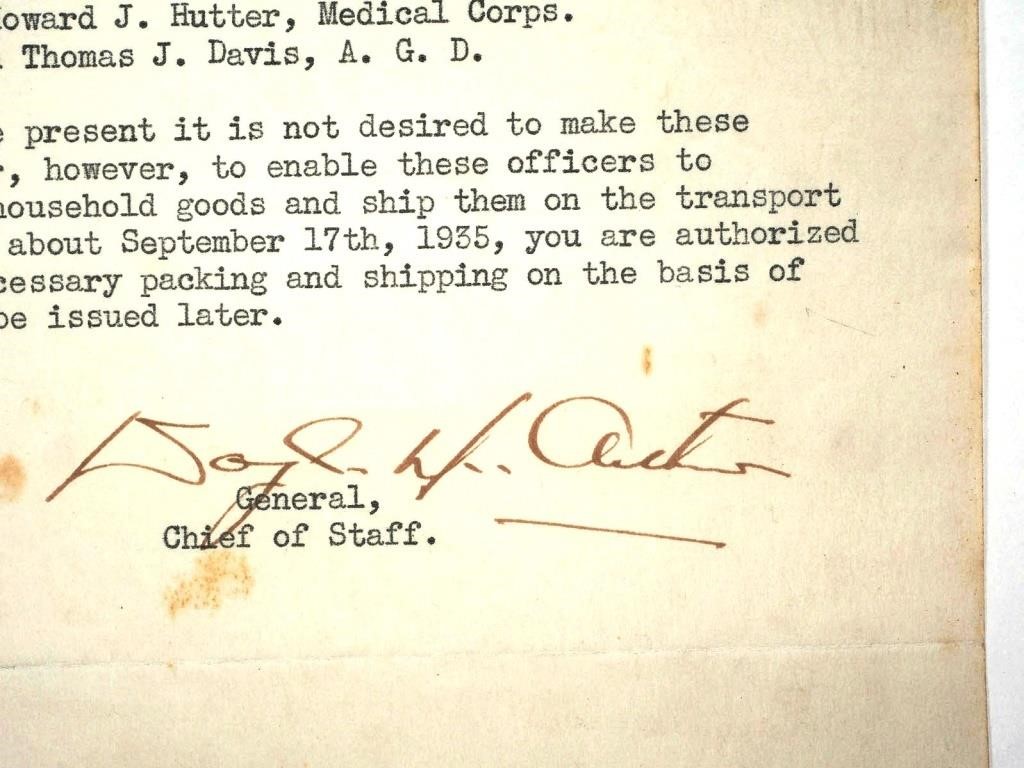 oward J. Hutter, Medical Corps.
Thomas J. Davis, A. G. D.
e present it is not desired to make these
r, however, to enable these officers to
household goods and ship them on the transport
about September 17th, 1935, you are authorized
cessary packing and shipping on the basis of
be issued later.
Douglas MacArthur
General,
Chief of Staff.